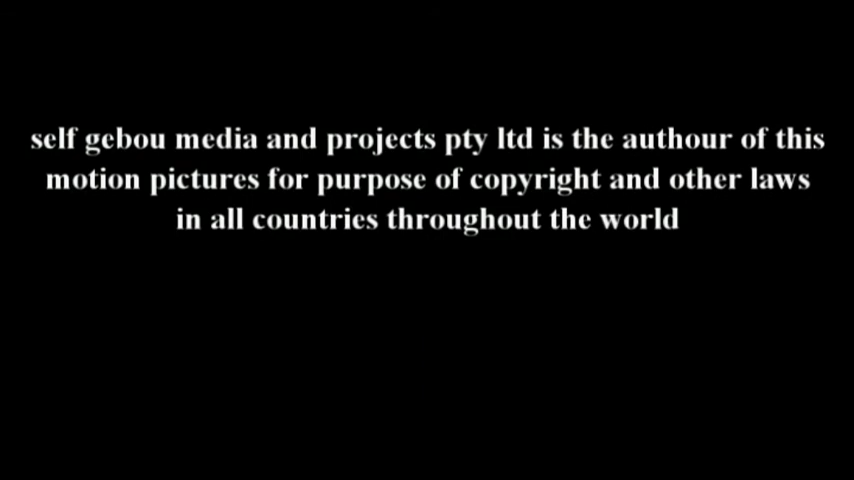 self gebou media and projects pty ltd is the authour of this
motion pictures for purpose of copyright and other laws
in all countries throughout the world